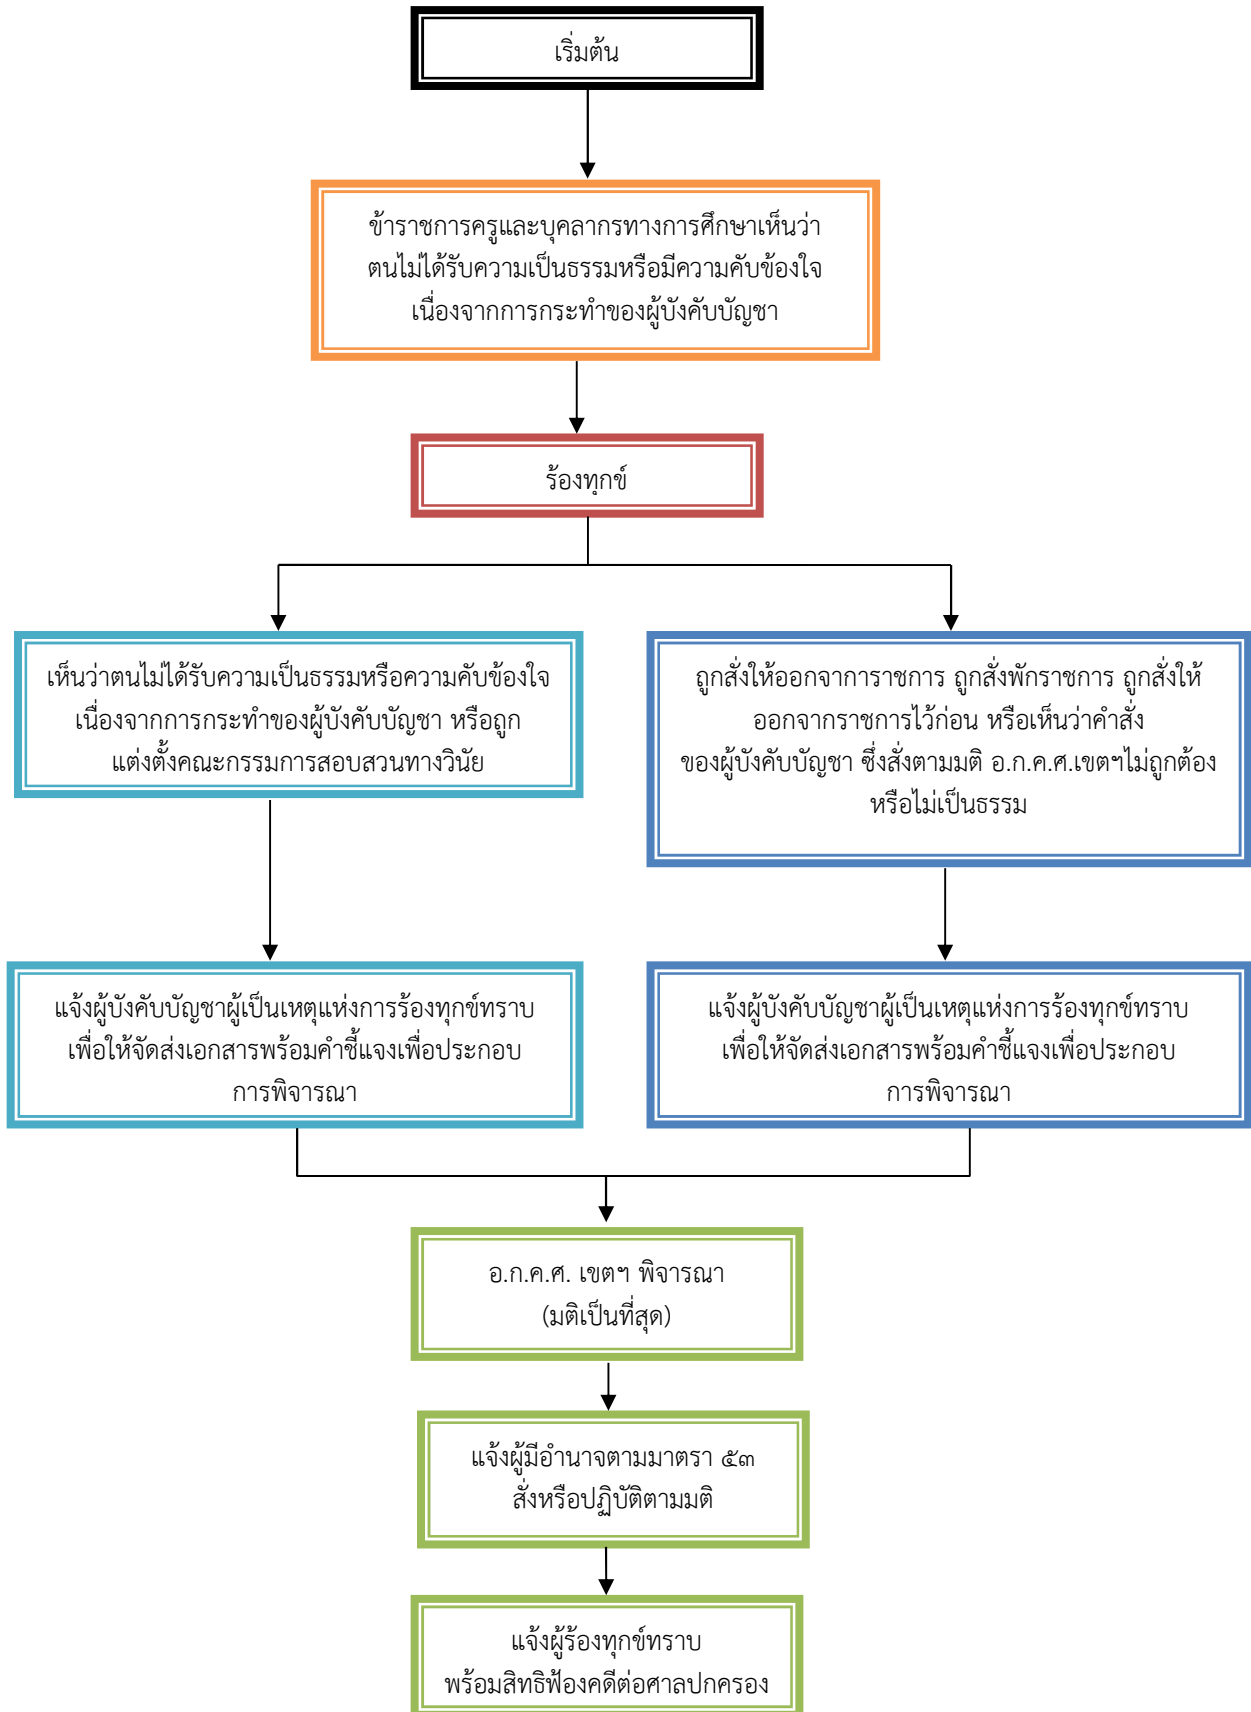 เริ่มต้น
ข้าราชการครูและบุคลากรทางการศึกษาเห็นว่า
ตนไม่ได้รับความเป็นธรรมหรือมีความคับข้องใจ
เนื่องจากการกระทำของผู้บังคับบัญชา
ร้องทุกข์
เห็นว่าตนไม่ได้รับความเป็นธรรมหรือความคับข้องใจ
เนื่องจากการกระทำของผู้บังคับบัญชา หรือถูก
แต่งตั้งคณะกรรมการสอบสวนทางวินัย
ถูกสั่งให้ออกจาการาชการ ถูกสั่งพักราชการ ถูกสั่งให้
ออกจากราชการไว้ก่อน หรือเห็นว่าคำสั่ง
ของผู้บังคับบัญชา ซึ่งสั่งตามมติ อ.ก.ค.ศ.เขตฯไม่ถูกต้อง
หรือไม่เป็นธรรม
แจ้งผู้บังคับบัญชาผู้เป็นเหตุแห่งการร้องทุกข์ทราบ
เพื่อให้จัดส่งเอกสารพร้อมคำชี้แจงเพื่อประกอบ
การพิจารณา
แจ้งผู้บังคับบัญชาผู้เป็นเหตุแห่งการร้องทุกข์ทราบ
เพื่อให้จัดส่งเอกสารพร้อมคำชี้แจงเพื่อประกอบ
การพิจารณา
อ.ก.ค.ศ. เขตฯ พิจารณา
(มติเป็นที่สุด)
แจ้งผู้มีอำนาจตามมาตรา ๕๓
สั่งหรือปฏิบัติตามมติ
แจ้งผู้ร้องทุกข์ทราบ
พร้อมสิทธิฟ้องคดีต่อศาลปกครอง